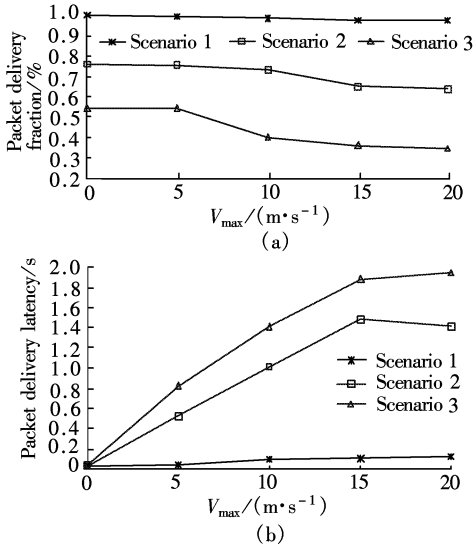 Packet delivery
fraction/%
1.0
0.9
0.8
0.7
0.6
0.5
0.4
0.3
0.2
Scenario 1
Scenario 2
Scenario 3
0 5 10 15 20
Vmax/(m·s⁻¹)
(a)
Packet delivery latency/s
2.0
1.8
1.6
1.4
1.2
1.0
0.8
0.6
0.4
0.2
0
Scenario 1
Scenario 2
Scenario 3
0 5 10 15 20
Vmax/(m·s⁻¹)
(b)